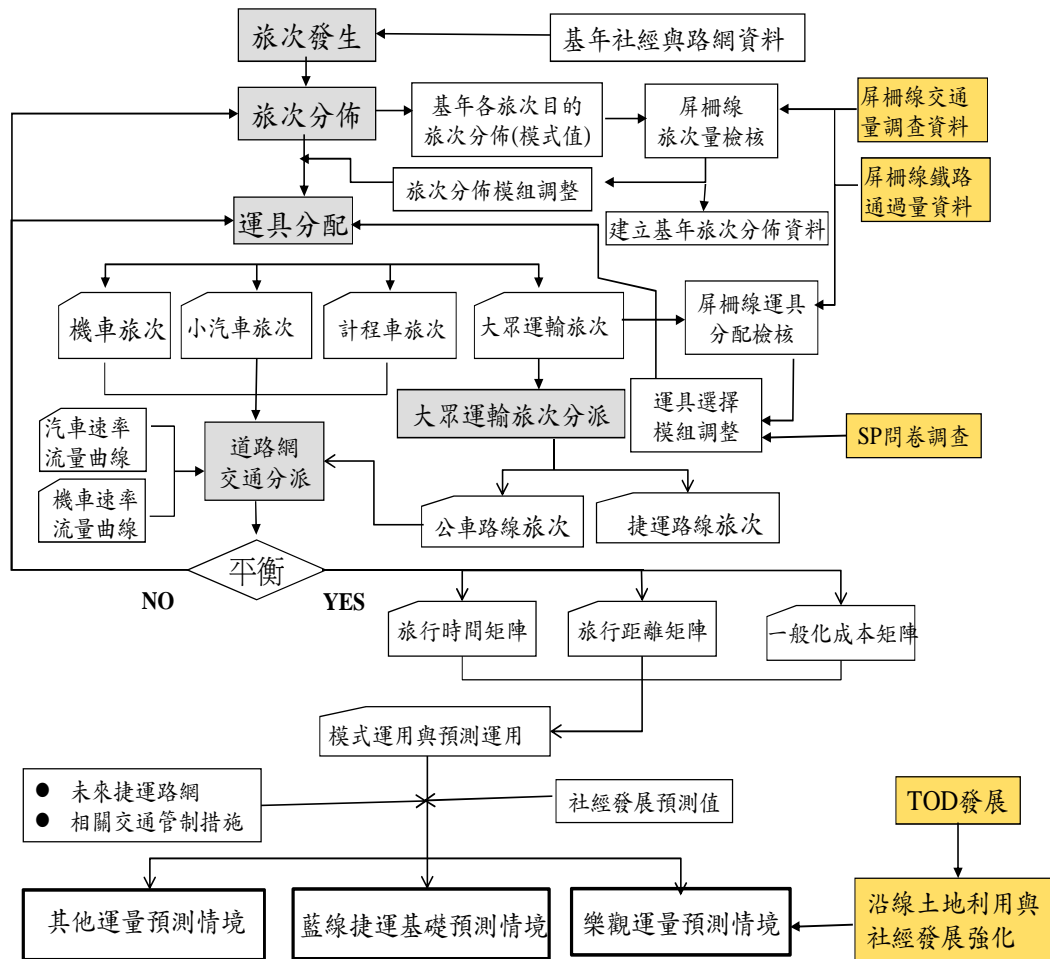 旅次發生
基年社經與路網資料
旅次分佈
基年各旅次目的
旅次分佈(模式值)
屏柵線
旅次量檢核
屏柵線交通
量調查資料
旅次分佈模組調整
屏柵線鐵路
通過量資料
運具分配
建立基年旅次分佈資料
機車旅次
小汽車旅次
計程車旅次
大眾運輸旅次
屏柵線運具
分配檢核
大眾運輸旅次分派
運具選擇
模組調整
SP問卷調查
汽車速率
流量曲線
道路網
交通分派
機車速率
流量曲線
公車路線旅次
捷運路線旅次
平衡
NO
YES
旅行時間矩陣
旅行距離矩陣
一般化成本矩陣
模式運用與預測運用
● 未來捷運路網
● 相關交通管制措施
社經發展預測值
TOD發展
其他運量預測情境
藍線捷運基礎預測情境
樂觀運量預測情境
沿線土地利用與
社經發展強化